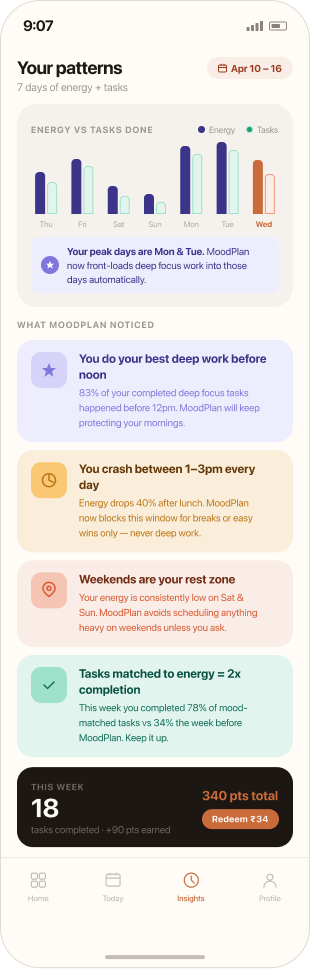 9:07
Your patterns
Apr 10 – 16
7 days of energy + tasks
ENERGY VS TASKS DONE
Energy
Tasks
Thu
Fri
Sat
Sun
Mon
Tue
Wed
Your peak days are Mon & Tue. MoodPlan
now front-loads deep focus work into those
days automatically.
WHAT MOODPLAN NOTICED
You do your best deep work before
noon
83% of your completed deep focus tasks
happened before 12pm. MoodPlan will keep
protecting your mornings.
You crash between 1–3pm every
day
Energy drops 40% after lunch. MoodPlan
now blocks this window for breaks or easy
wins only — never deep work.
Weekends are your rest zone
Your energy is consistently low on Sat &
Sun. MoodPlan avoids scheduling anything
heavy on weekends unless you ask.
Tasks matched to energy = 2x
completion
This week you completed 78% of mood-
matched tasks vs 34% the week before
MoodPlan. Keep it up.
THIS WEEK
18
tasks completed · +90 pts earned
340 pts total
Redeem ₹34
Home
Today
Insights
Profile